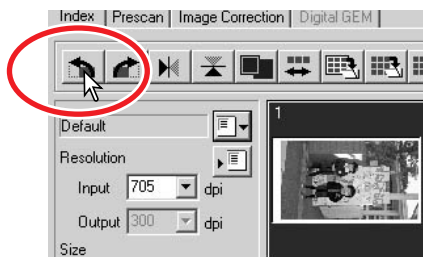 Index Prescan Image Correction Digital GEM
Default
1
Resolution
Input 705 dpi
Output 300 dpi
Size